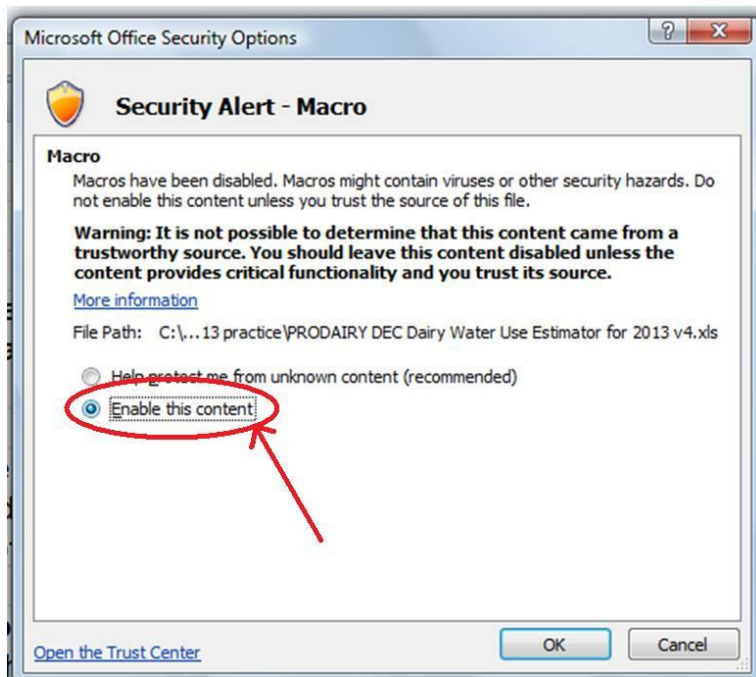 Microsoft Office Security Options
?
X
Security Alert - Macro
Macro
Macros have been disabled. Macros might contain viruses or other security hazards. Do
not enable this content unless you trust the source of this file.
Warning: It is not possible to determine that this content came from a
trustworthy source. You should leave this content disabled unless the
content provides critical functionality and you trust its source.
More information
File Path: C:\...13 practice\PRODAIRY DEC Dairy Water Use Estimator for 2013 v4.xls
Help protect me from unknown content (recommended)
Enable this content
Open the Trust Center
OK
Cancel